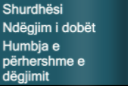 Shurdhësi
Ndëgjim i dobët
Humbja e
përhershme e
dëgjimit